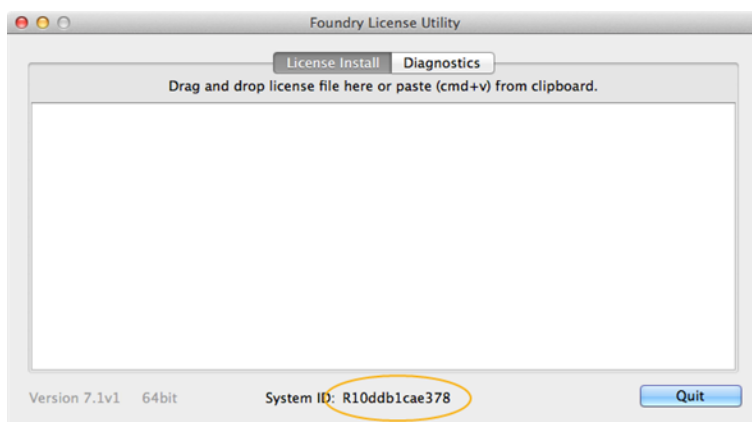 Foundry License Utility
License Install Diagnostics
Drag and drop license file here or paste (cmd+v) from clipboard.
Version 7.1v1 64bit System ID: R10ddb1cae378 Quit